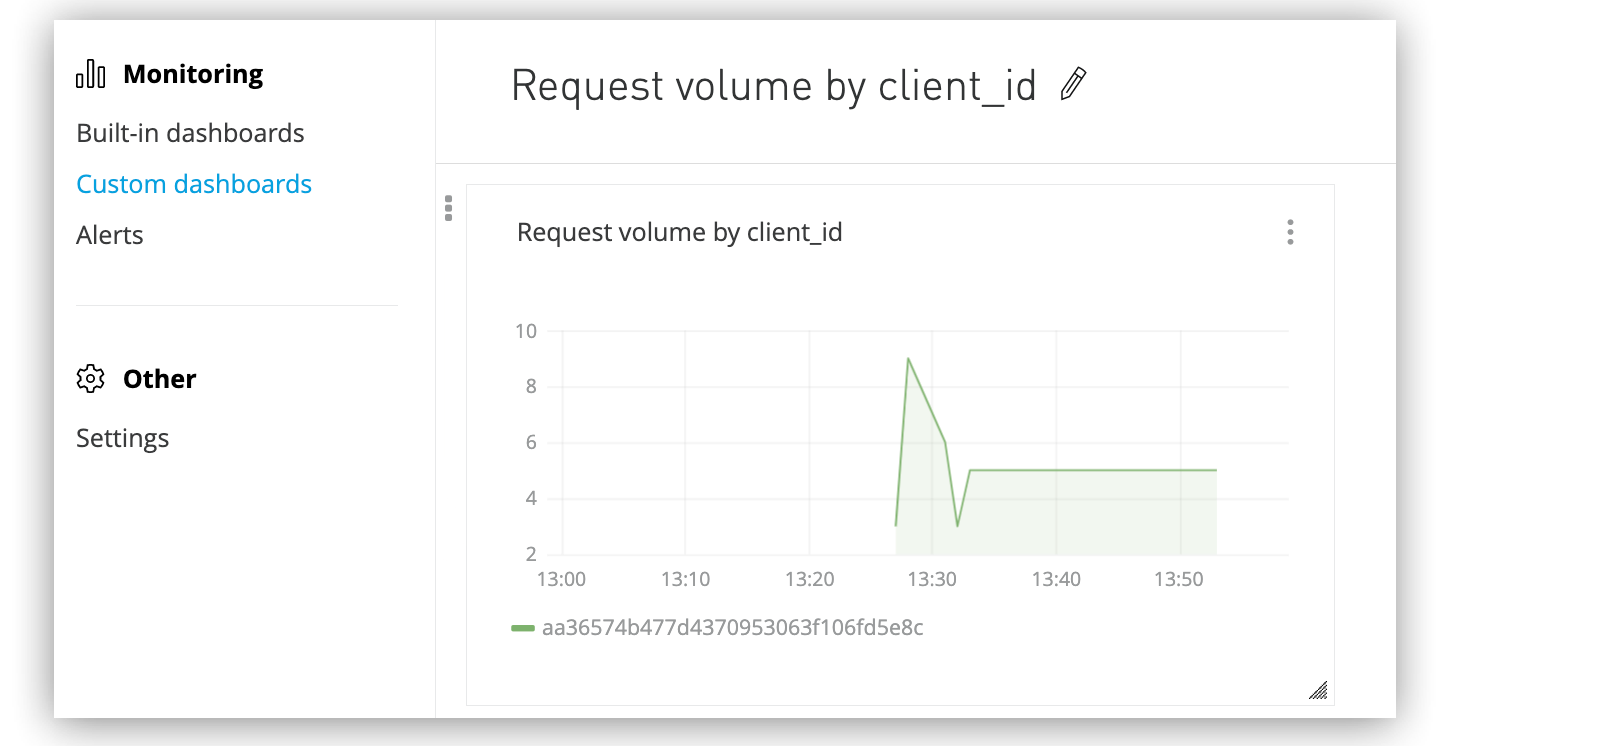 Monitoring
Built-in dashboards
Custom dashboards
Alerts
Other
Settings
Request volume by client_id
Request volume by client_id
10
8
6
4
2
13:00 13:10 13:20 13:30 13:40 13:50
aa36574b477d4370953063f106fd5e8c